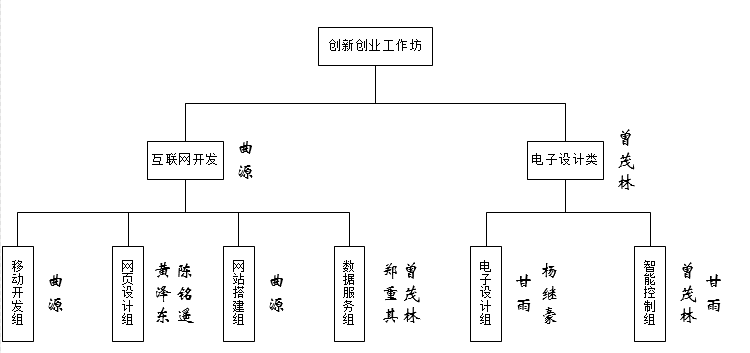 创新创业工作坊
互联网开发
曲源
电子设计类
曾茂林
移动开发组
曲源
网页设计组
黄泽东
陈铭遥
网站搭建组
曲源
数据服务组
郑重其
曾茂林
电子设计组
甘雨
杨继豪
智能控制组
曾茂林
甘雨